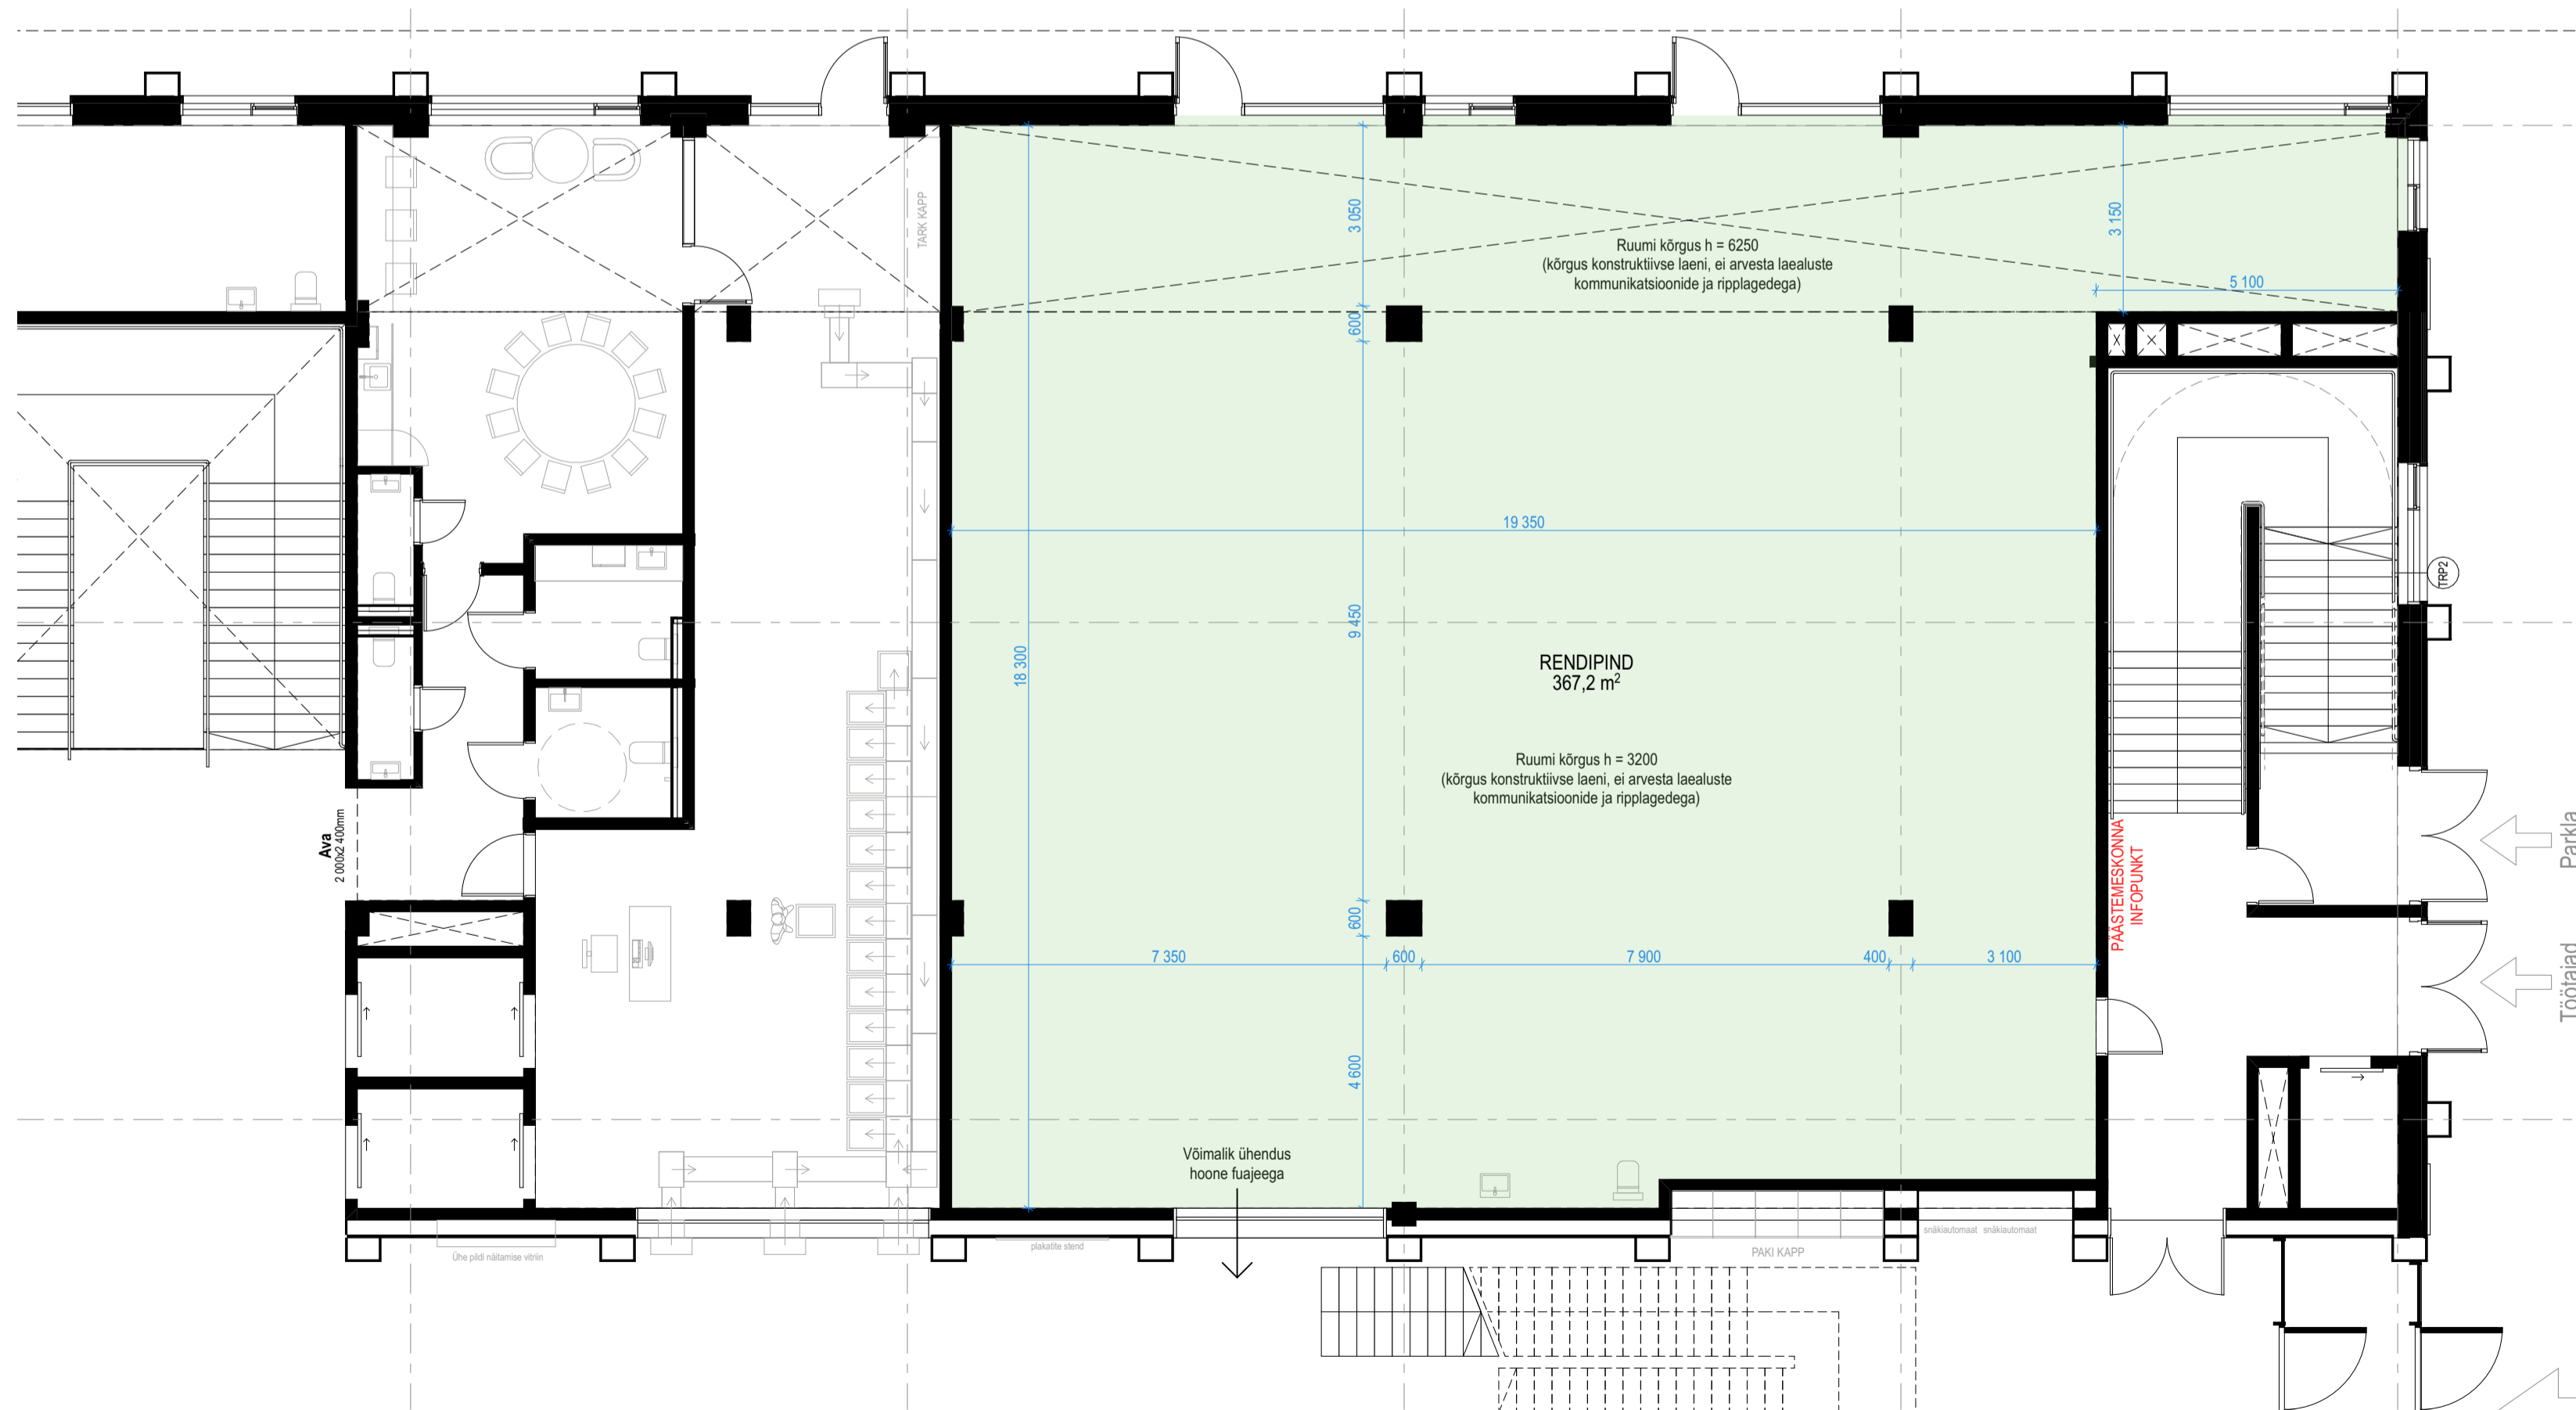 TARK KAPP
3 050
3 150
Ruumi kõrgus h = 6250
(kõrgus konstruktiivse laeni, ei arvesta laealuste
kommunikatsioonide ja ripplagedega)
5 100
600
19 350
TRP2
9 450
18 300
RENDIPIND
367,2 m²
Ruumi kõrgus h = 3200
(kõrgus konstruktiivse laeni, ei arvesta laealuste
kommunikatsioonide ja ripplagedega)
Ava
2 000x2 400mm
PÄÄSTEMESKONNA
INFOPUNKT
Parkla
600
7 350
600
7 900
400
3 100
Töötajad
4 600
Võimalik ühendus
hoone fuajeega
Ühe pildi näitamise vitriin
plakatite stend
PAKI KAPP
snäkiautomaat snäkiautomaat